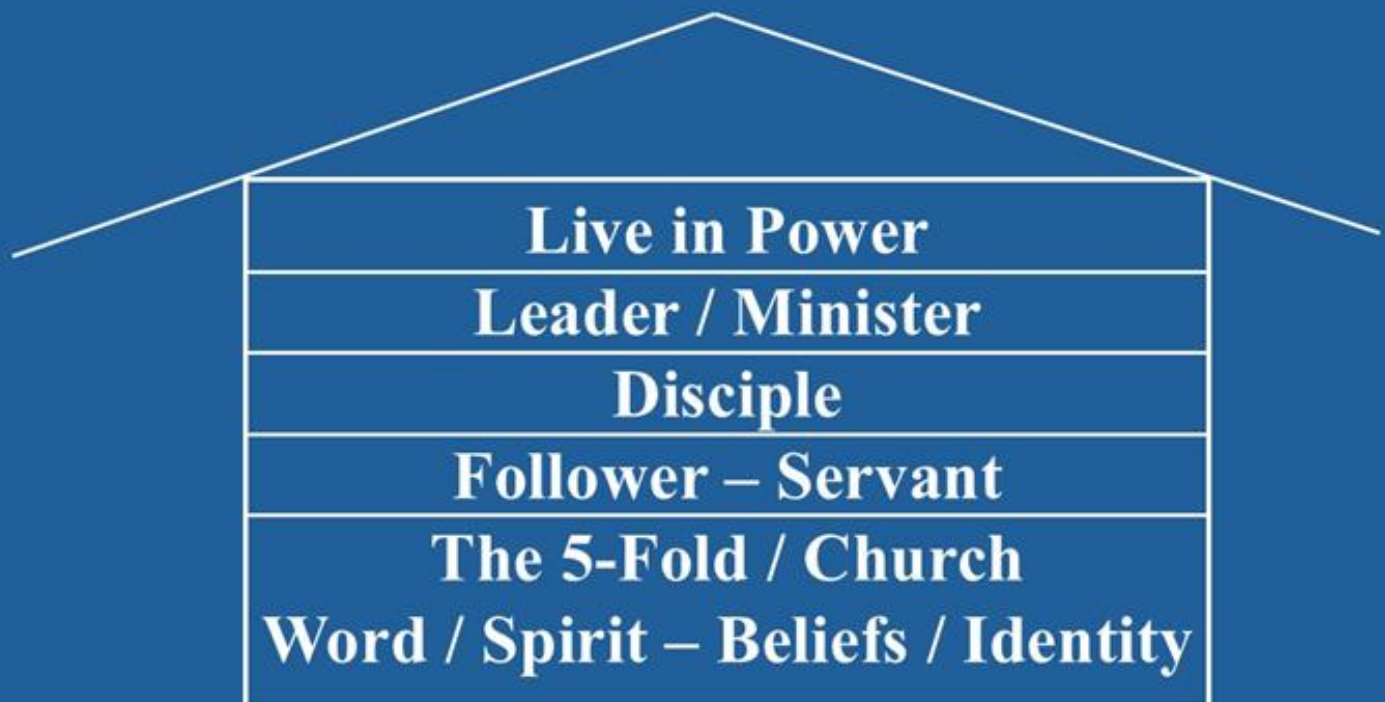 Live in Power
Leader / Minister
Disciple
Follower – Servant
The 5-Fold / Church
Word / Spirit – Beliefs / Identity